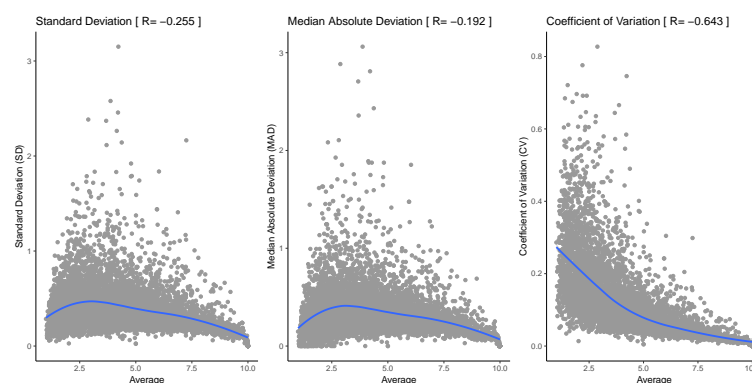 Standard Deviation [ R= −0.255 ]
Standard Deviation (SD)
3
2
1
0
2.5 5.0 7.5 10.0
Average
Median Absolute Deviation [ R= −0.192 ]
Median Absolute Deviation (MAD)
3
2
1
0
2.5 5.0 7.5 10.0
Average
Coefficient of Variation [ R= −0.643 ]
Coefficient of Variation (CV)
0.8
0.6
0.4
0.2
0.0
2.5 5.0 7.5 10.0
Average